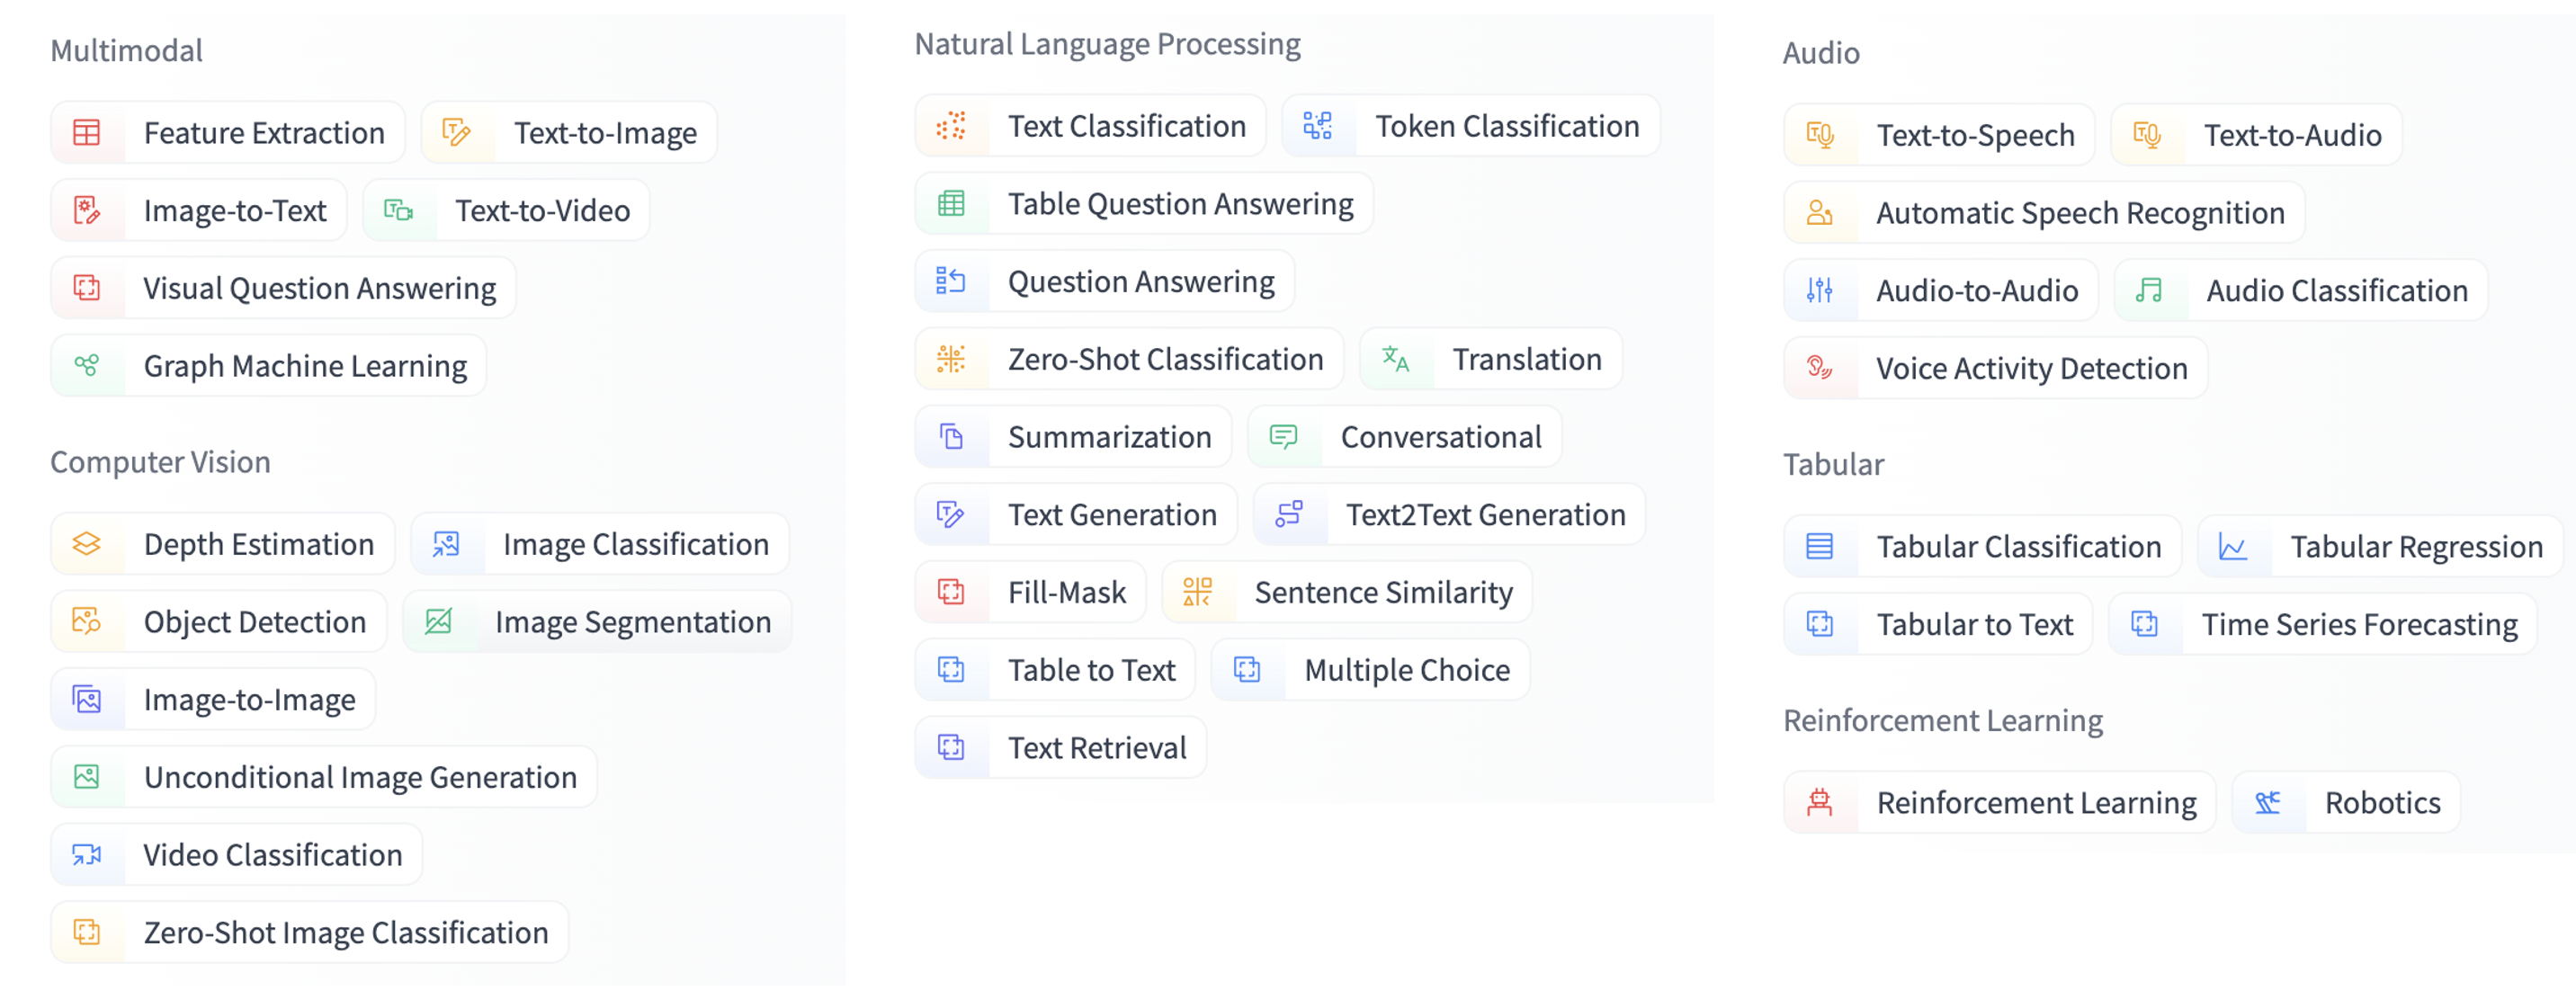 Multimodal
Feature Extraction Text-to-Image
Image-to-Text Text-to-Video
Visual Question Answering
Graph Machine Learning
Computer Vision
Depth Estimation Image Classification
Object Detection Image Segmentation
Image-to-Image
Unconditional Image Generation
Video Classification
Zero-Shot Image Classification
Natural Language Processing
Text Classification Token Classification
Table Question Answering
Question Answering
Zero-Shot Classification Translation
Summarization Conversational
Text Generation Text2Text Generation
Fill-Mask Sentence Similarity
Table to Text Multiple Choice
Text Retrieval
Audio
Text-to-Speech Text-to-Audio
Automatic Speech Recognition
Audio-to-Audio Audio Classification
Voice Activity Detection
Tabular
Tabular Classification Tabular Regression
Tabular to Text Time Series Forecasting
Reinforcement Learning
Reinforcement Learning Robotics